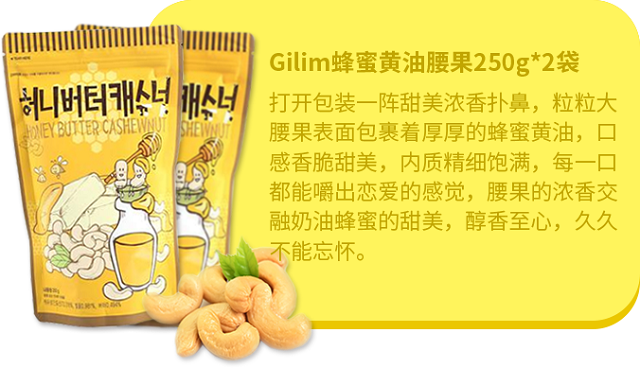 Gilim蜂蜜黄油腰果250g*2袋
打开包装一阵甜美浓香扑鼻，粒粒大
腰果表面包裹着厚厚的蜂蜜黄油，口
感香脆甜美，内质精细饱满，每一口
都能嚼出恋爱的感觉，腰果的浓香交
融奶油蜂蜜的甜美，醇香至心，久久
不能忘怀。
허니버터캐슈넛
HONEY BUTTER CASHEWNUT